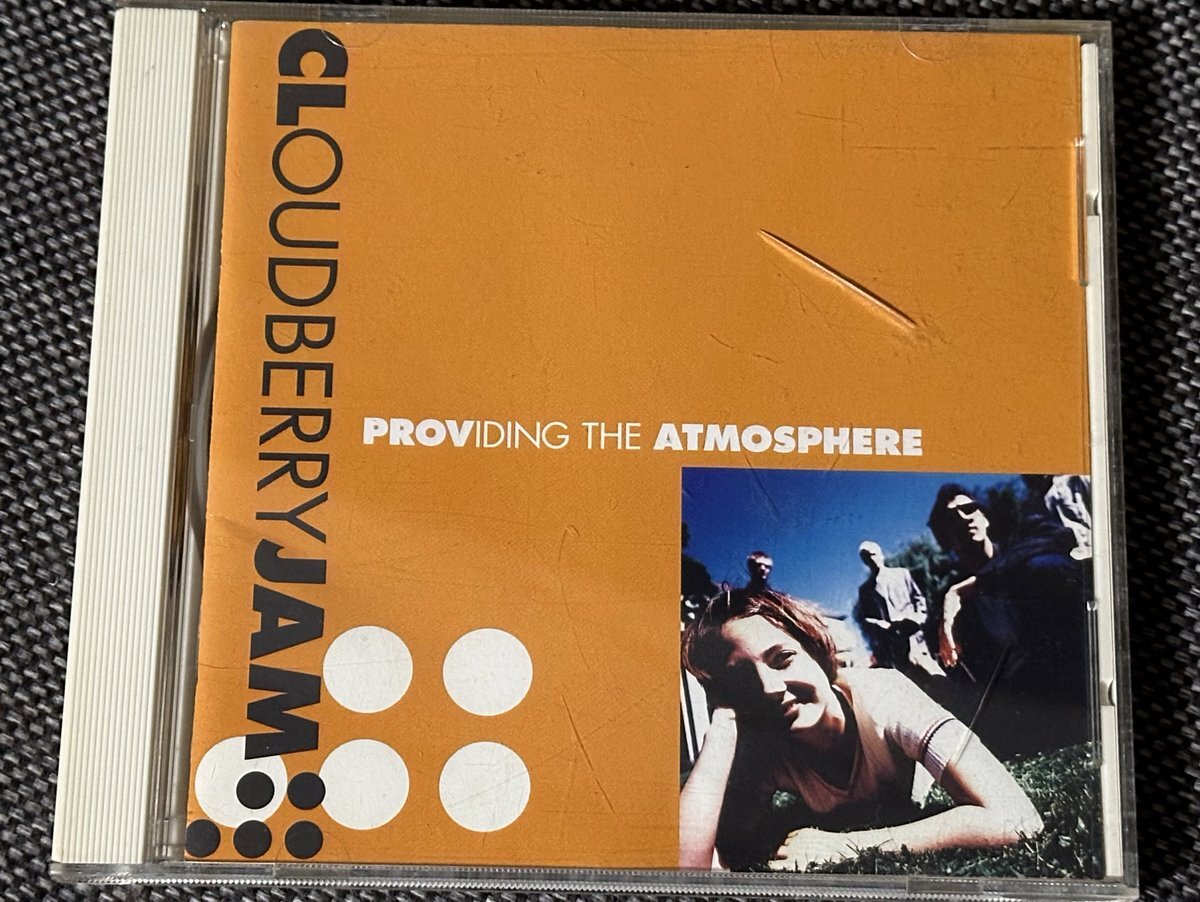 CLOUDBERRYJAM
PROVIDING THE ATMOSPHERE